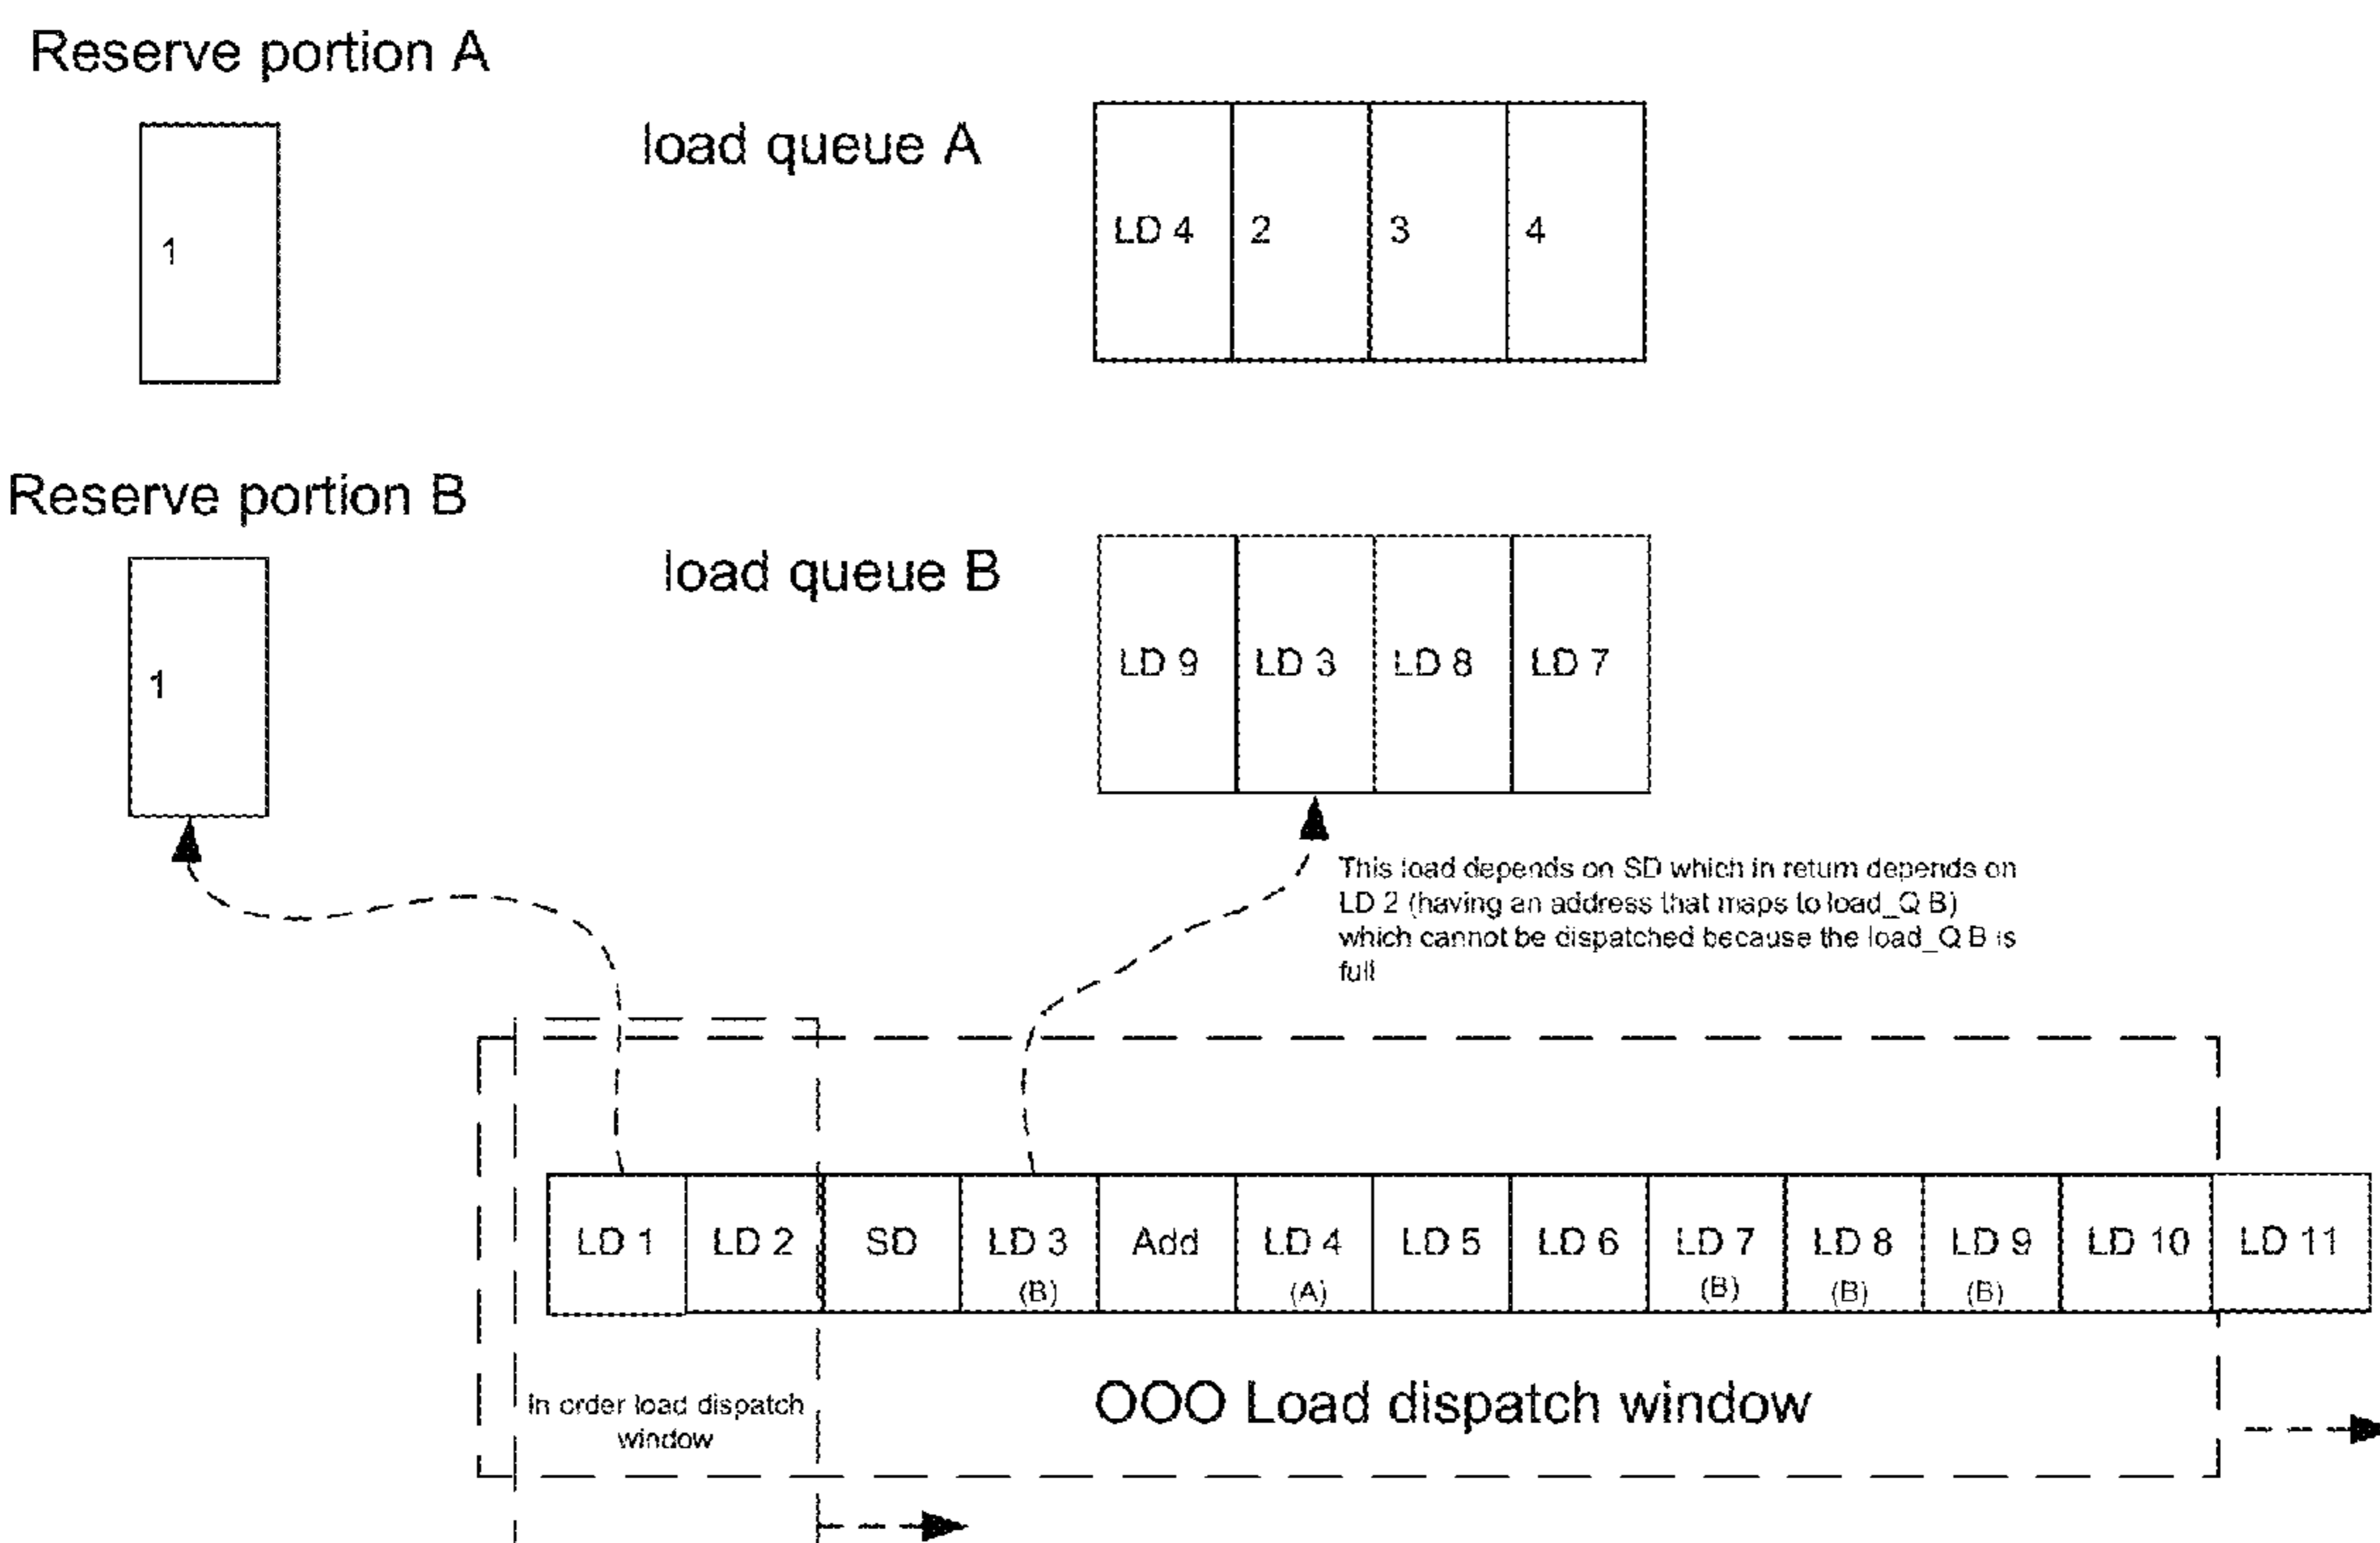 Reserve portion A
1
load queue A
LD 4 2 3 4
Reserve portion B
1
load queue B
LD 9 LD 3 LD 8 LD 7
This load depends on SD which in return depends on
LD 2 (having an address that maps to load_Q B)
which cannot be dispatched because the load_Q B is
full
LD 1 LD 2 SD LD 3 Add LD 4 LD 5 LD 6 LD 7 LD 8 LD 9 LD 10 LD 11
(B) (A) (B) (B) (B)
In order load dispatch
window
OOO Load dispatch window